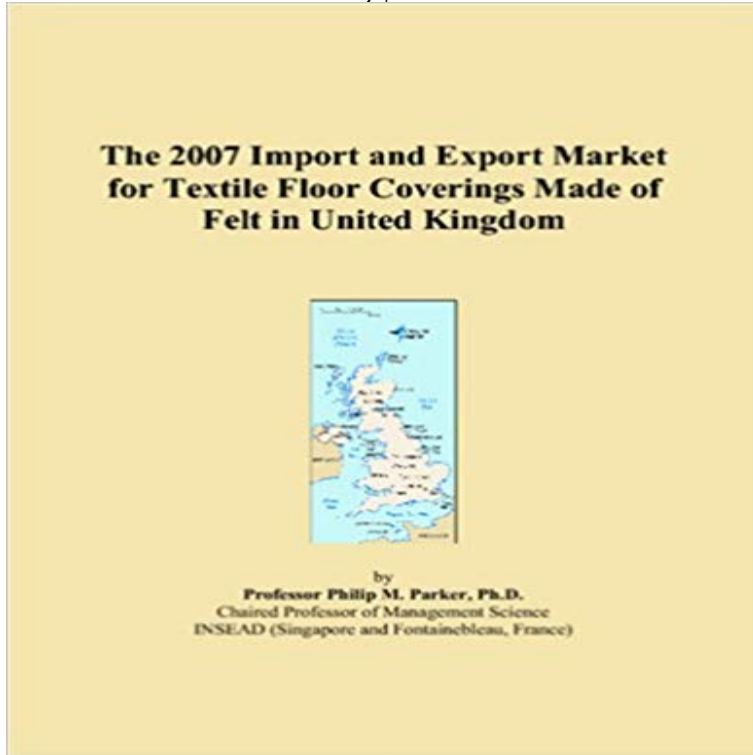 The 2007 Import and Export Market
for Textile Floor Coverings Made of
Felt in United Kingdom
by
Professor Philip M. Parker, Ph.D.
Chaired Professor of Management Science
INSEAD (Singapore and Fontainebleau, France)